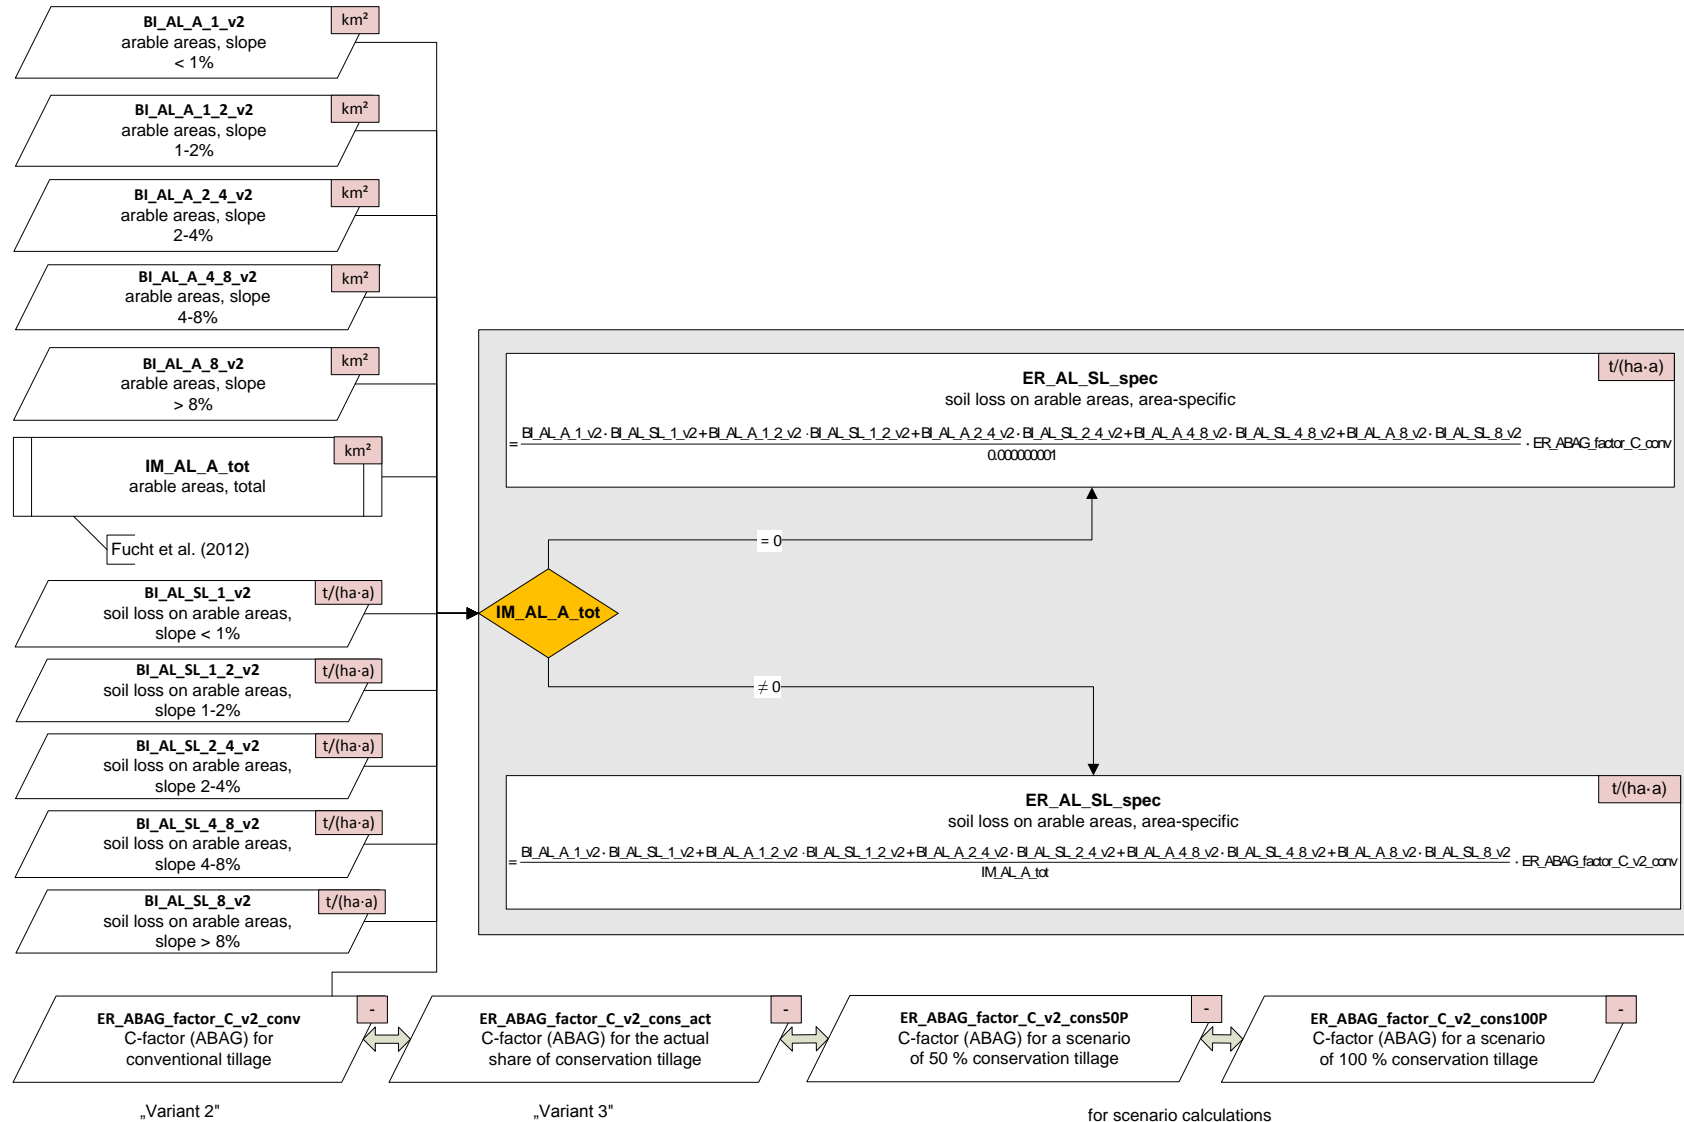 BI_AL_A_1_v2
km²
arable areas, slope
< 1%
BI_AL_A_1_2_v2
km²
arable areas, slope
1-2%
BI_AL_A_2_4_v2
km²
arable areas, slope
2-4%
BI_AL_A_4_8_v2
km²
arable areas, slope
4-8%
BI_AL_A_8_v2
km²
arable areas, slope
> 8%
IM_AL_A_tot
km²
arable areas, total
Fucht et al. (2012)
BI_AL_SL_1_v2
t/(ha·a)
soil loss on arable areas,
slope < 1%
BI_AL_SL_1_2_v2
t/(ha·a)
soil loss on arable areas,
slope 1-2%
BI_AL_SL_2_4_v2
t/(ha·a)
soil loss on arable areas,
slope 2-4%
BI_AL_SL_4_8_v2
t/(ha·a)
soil loss on arable areas,
slope 4-8%
BI_AL_SL_8_v2
t/(ha·a)
soil loss on arable areas,
slope > 8%
ER_AL_SL_spec
t/(ha·a)
soil loss on arable areas, area-specific
= BI_AL_A_1_v2 · BI_AL_SL_1_v2 + BI_AL_A_1_2_v2 · BI_AL_SL_1_2_v2 + BI_AL_A_2_4_v2 · BI_AL_SL_2_4_v2 + BI_AL_A_4_8_v2 · BI_AL_SL_4_8_v2 + BI_AL_A_8_v2 · BI_AL_SL_8_v2 · ER_ABAG_factor_C_conv
0.000000001
= 0
IM_AL_A_tot
≠ 0
ER_AL_SL_spec
t/(ha·a)
soil loss on arable areas, area-specific
= BI_AL_A_1_v2 · BI_AL_SL_1_v2 + BI_AL_A_1_2_v2 · BI_AL_SL_1_2_v2 + BI_AL_A_2_4_v2 · BI_AL_SL_2_4_v2 + BI_AL_A_4_8_v2 · BI_AL_SL_4_8_v2 + BI_AL_A_8_v2 · BI_AL_SL_8_v2 · ER_ABAG_factor_C_v2_conv
IM_AL_A_tot
ER_ABAG_factor_C_v2_conv
-
C-factor (ABAG) for
conventional tillage
ER_ABAG_factor_C_v2_cons_act
-
C-factor (ABAG) for the actual
share of conservation tillage
ER_ABAG_factor_C_v2_cons50P
-
C-factor (ABAG) for a scenario
of 50 % conservation tillage
ER_ABAG_factor_C_v2_cons100P
-
C-factor (ABAG) for a scenario
of 100 % conservation tillage
„Variant 2"
„Variant 3"
for scenario calculations